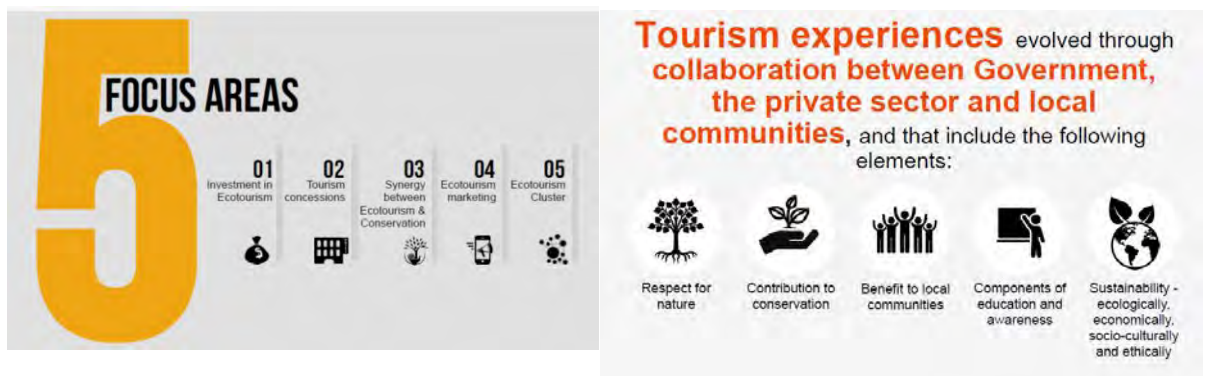 5
FOCUS AREAS
01
Investment in
Ecotourism
02
Tourism
concessions
03
Synergy
between
Ecotourism &
Conservation
04
Ecotourism
marketing
05
Ecotourism
Cluster
Tourism experiences evolved through
collaboration between Government,
the private sector and local
communities, and that include the following
elements:
Respect for
nature
Contribution to
conservation
Benefit to local
communities
Components of
education and
awareness
Sustainability -
ecologically,
economically,
socio-culturally
and ethically